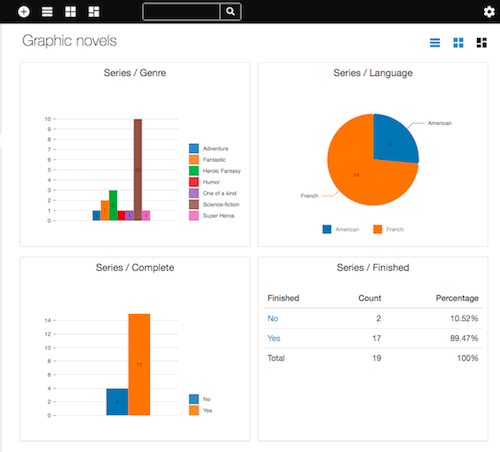 Graphic novels
Series / Genre
10
9
8
7
6
5
4
3
2
1
0
Adventure
Fantastic
Heroic Fantasy
Humor
One of a kind
Science-fiction
Super Heros
Series / Language
American
French
14
American
French
Series / Complete
14
12
10
8
6
4
2
0
4
15
No
Yes
Series / Finished
Finished Count Percentage
No 2 10.52%
Yes 17 89.47%
Total 19 100%